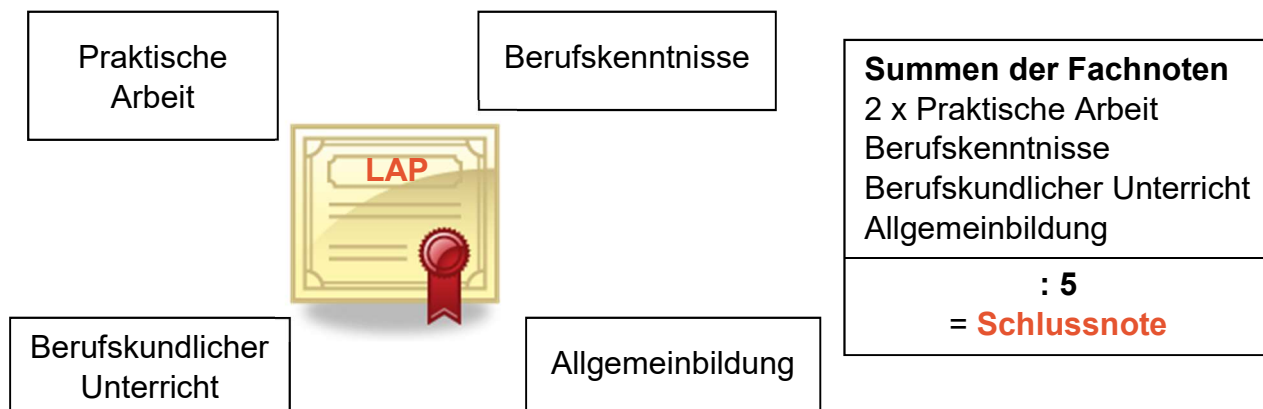 Praktische
Arbeit
Berufskenntnisse
LAP
Berufskundlicher
Unterricht
Allgemeinbildung
Summen der Fachnoten
2 x Praktische Arbeit
Berufskenntnisse
Berufskundlicher Unterricht
Allgemeinbildung
: 5
= Schlussnote